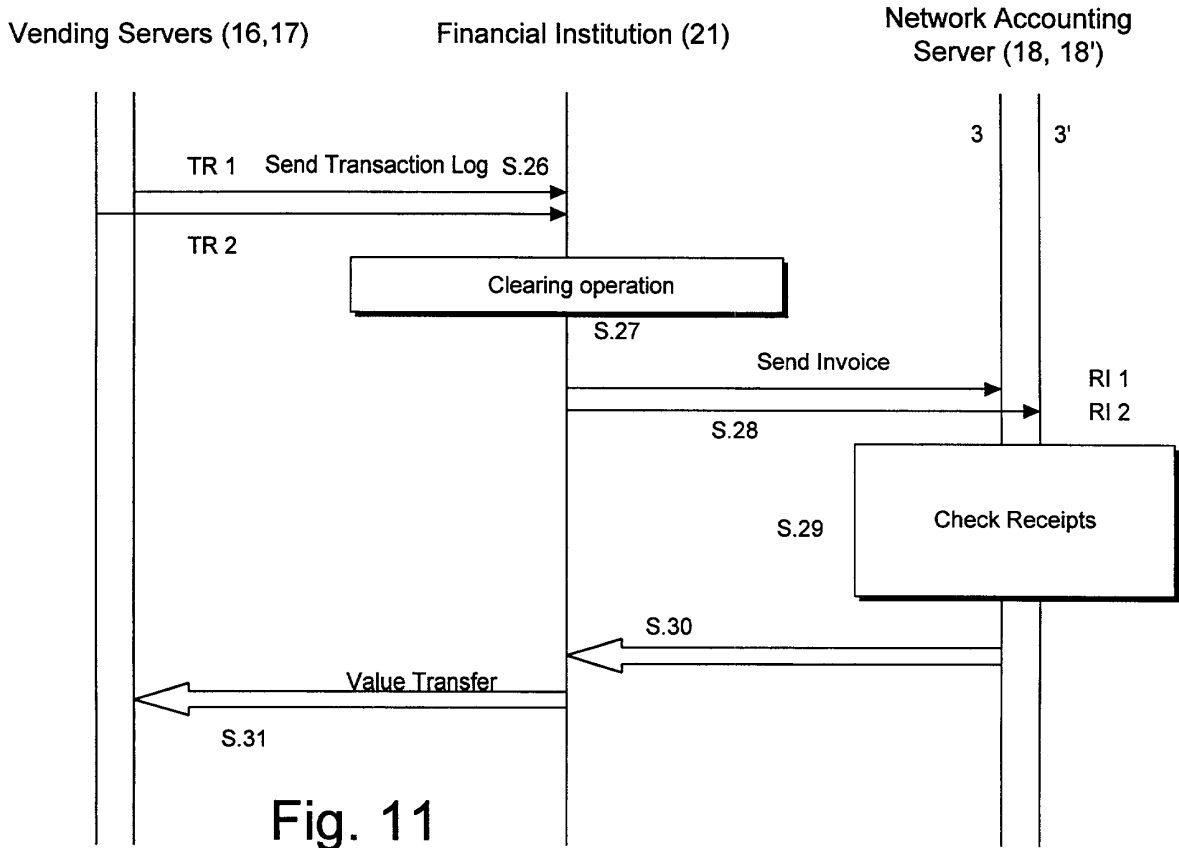 Vending Servers (16,17)
Financial Institution (21)
Network Accounting
Server (18, 18')
3
3'
TR 1
Send Transaction Log
S.26
TR 2
Clearing operation
S.27
Send Invoice
RI 1
RI 2
S.28
Check Receipts
S.29
S.30
Value Transfer
S.31
Fig. 11